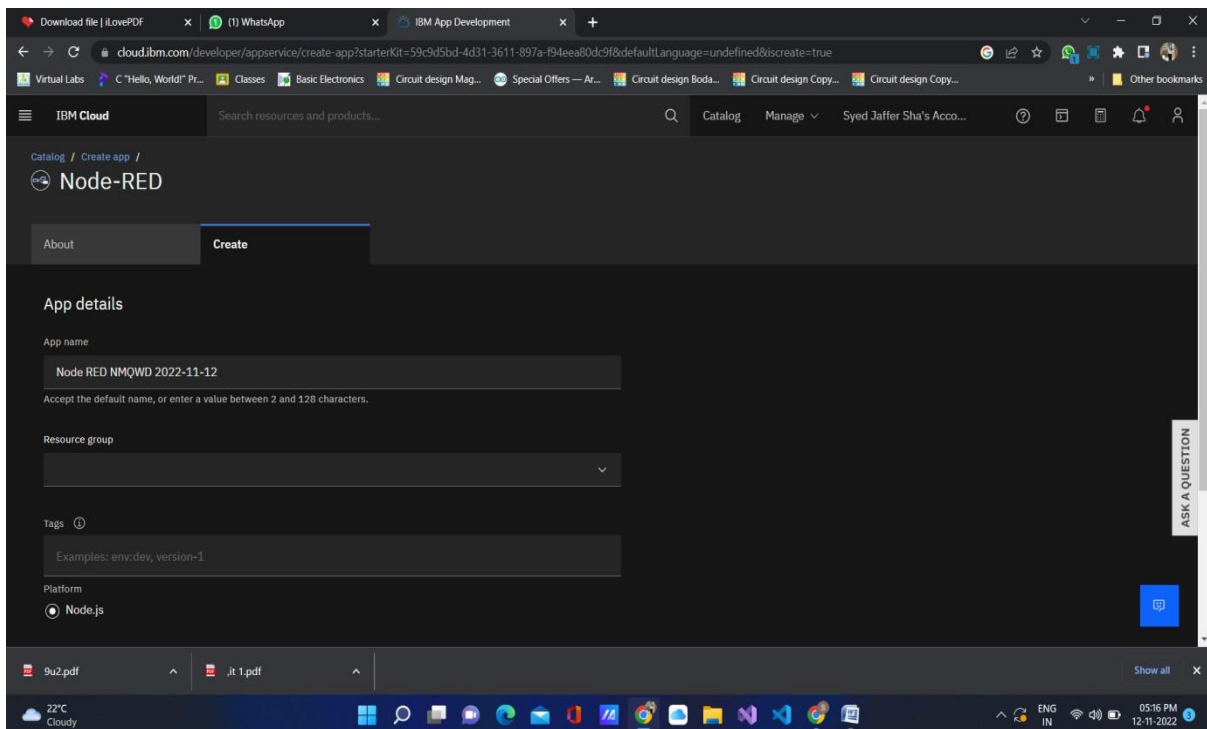 Download file | iLovePDF
(1) WhatsApp
IBM App Development
cloud.ibm.com/developer/appservice/create-app?starterKit=59c9d5bd-4d31-3611-897a-f94eea80dc9f&defaultLanguage=undefined&iscreate=true
Virtual Labs
C "Hello, World!" Pr...
Classes
Basic Electronics
Circuit design Mag...
Special Offers — Ar...
Circuit design Boda...
Circuit design Copy...
Circuit design Copy...
Other bookmarks
IBM Cloud
Search resources and products...
Catalog
Manage
Syed Jaffer Sha's Acco...
Catalog / Create app /
Node-RED
About
Create
App details
App name
Node RED NMQWD 2022-11-12
Accept the default name, or enter a value between 2 and 128 characters.
Resource group
Tags
Examples: env:dev, version-1
Platform
Node.js
ASK A QUESTION
9u2.pdf
,it 1.pdf
Show all
22°C
Cloudy
ENG
IN
05:16 PM
12-11-2022
3